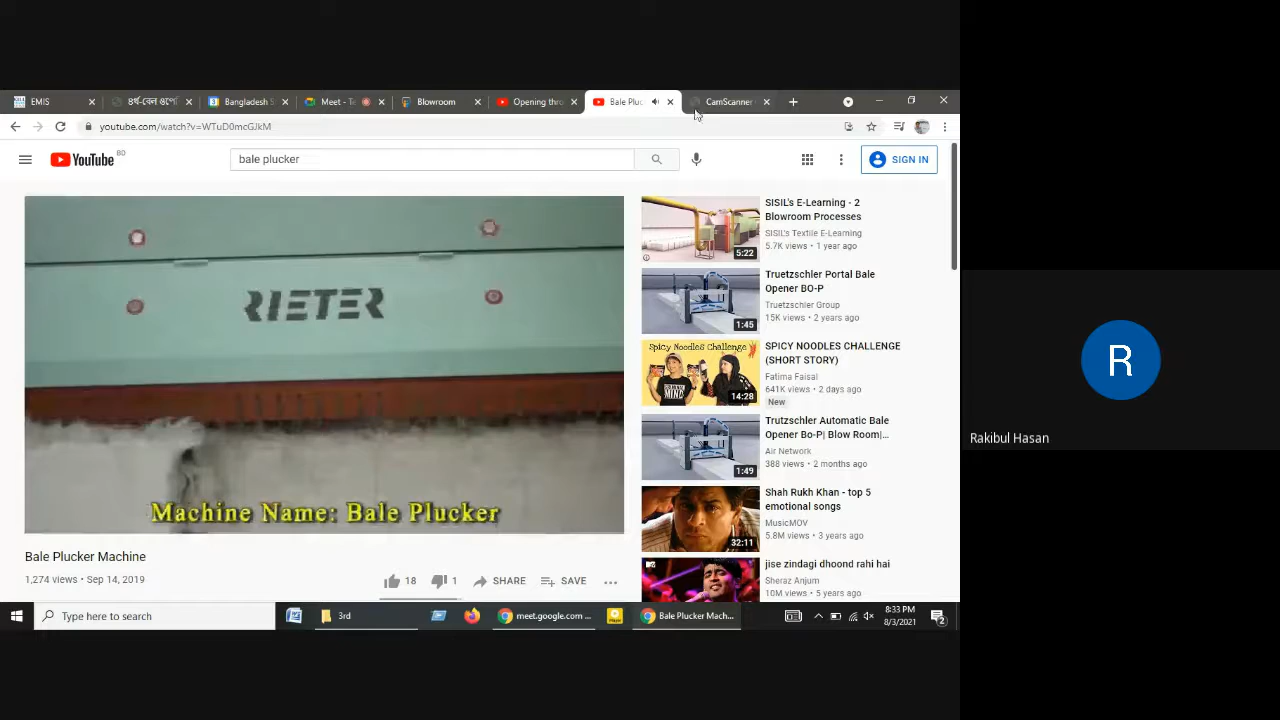 EMIS
৪র্থ-বেল ওপে
Bangladesh S
Meet - Te
Blowroom
Opening thro
Bale Pluc
CamScanner
youtube.com/watch?v=WTuD0mcGJkM
YouTube BD
bale plucker
SIGN IN
RIETER
Machine Name: Bale Plucker
Bale Plucker Machine
1,274 views • Sep 14, 2019
18
1
SHARE
SAVE
SISIL's E-Learning - 2
Blowroom Processes
SISIL's Textile E-Learning
5.7K views • 1 year ago
5:22
Truetzschler Portal Bale
Opener BO-P
Truetzschler Group
15K views • 2 years ago
1:45
Spicy Noodles Challenge
SPICY NOODLES CHALLENGE
(SHORT STORY)
Fatima Faisal
641K views • 2 days ago
New
14:28
Trutzschler Automatic Bale
Opener Bo-P| Blow Room|...
Air Network
388 views • 2 months ago
1:49
Shah Rukh Khan - top 5
emotional songs
MusicMOV
5.8M views • 3 years ago
32:11
jise zindagi dhoond rahi hai
Sheraz Anjum
10M views • 5 years ago
Type here to search
3rd
meet.google.com ...
Bale Plucker Mach...
8:33 PM
8/3/2021
2
R
Rakibul Hasan